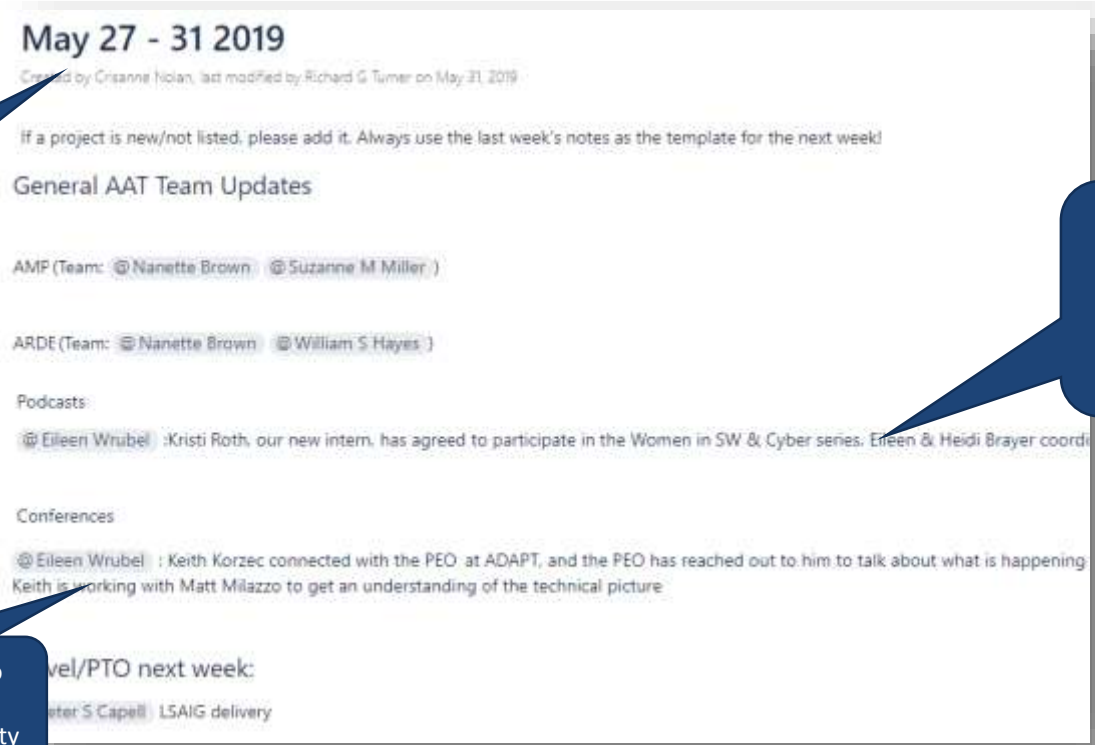 May 27 - 31 2019
Created by Crisanne Nolan, last modified by Richard G Turner on May 31, 2019
If a project is new/not listed, please add it. Always use the last week's notes as the template for the next week!
General AAT Team Updates
AMF (Team: @Nanette Brown @Suzanne M Miller )
ARDE (Team: @Nanette Brown @William S Hayes )
Podcasts
@Eileen Wrubel :Kristi Roth, our new intern, has agreed to participate in the Women in SW & Cyber series. Eileen & Heidi Brayer coordi
Conferences
@Eileen Wrubel : Keith Korzec connected with the PEO at ADAPT, and the PEO has reached out to him to talk about what is happening
Keith is working with Matt Milazzo to get an understanding of the technical picture
vel/PTO next week:
eter S Capell LSAIG delivery
ty